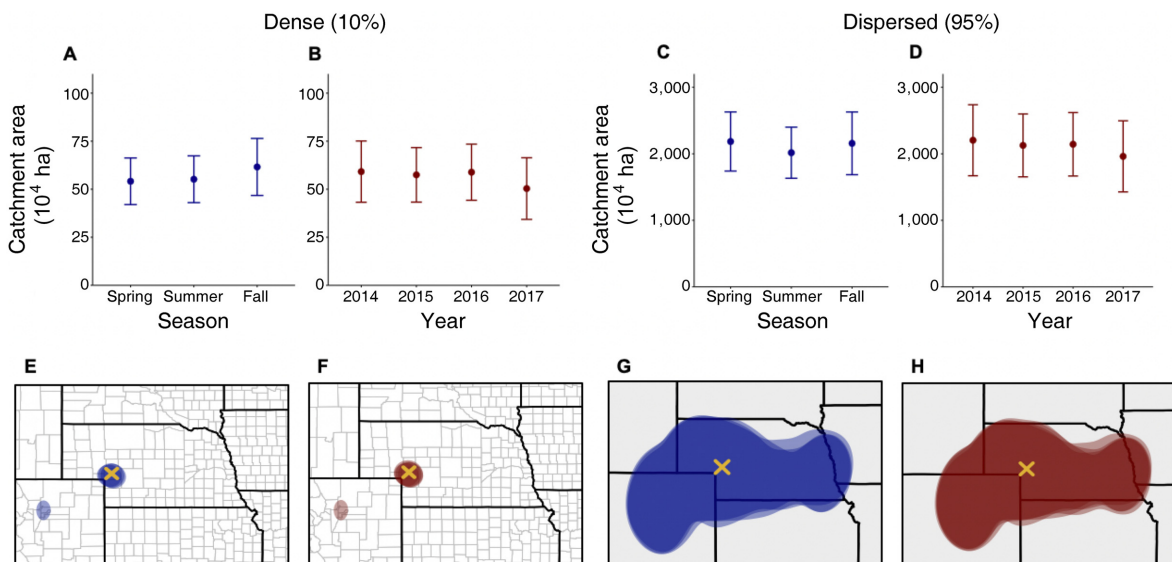 Dense (10%)
Dispersed (95%)
A
B
C
D
Catchment area
(10⁴ ha)
100
75
50
25
0
Spring Summer Fall
Season
100
75
50
25
0
2014 2015 2016 2017
Year
Catchment area
(10⁴ ha)
3,000
2,000
1,000
0
Spring Summer Fall
Season
3,000
2,000
1,000
0
2014 2015 2016 2017
Year
E
F
G
H